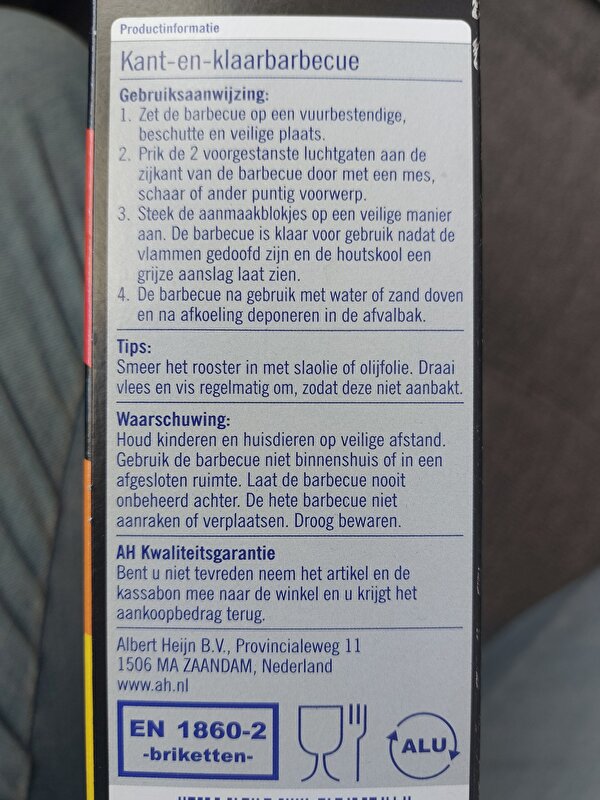 Productinformatie
Kant-en-klaarbarbecue
Gebruiksaanwijzing:
1. Zet de barbecue op een vuurbestendige,
beschutte en veilige plaats.
2. Prik de 2 voorgestanste luchtgaten aan de
zijkant van de barbecue door met een mes,
schaar of ander puntig voorwerp.
3. Steek de aanmaakblokjes op een veilige manier
aan. De barbecue is klaar voor gebruik nadat de
vlammen gedoofd zijn en de houtskool een
grijze aanslag laat zien.
4. De barbecue na gebruik met water of zand doven
en na afkoeling deponeren in de afvalbak.
Tips:
Smeer het rooster in met slaolie of olijfolie. Draai
vlees en vis regelmatig om, zodat deze niet aanbakt.
Waarschuwing:
Houd kinderen en huisdieren op veilige afstand.
Gebruik de barbecue niet binnenshuis of in een
afgesloten ruimte. Laat de barbecue nooit
onbeheerd achter. De hete barbecue niet
aanraken of verplaatsen. Droog bewaren.
AH Kwaliteitsgarantie
Bent u niet tevreden neem het artikel en de
kassabon mee naar de winkel en u krijgt het
aankoopbedrag terug.
Albert Heijn B.V., Provincialeweg 11
1506 MA ZAANDAM, Nederland
www.ah.nl
EN 1860-2
-briketten-
ALU